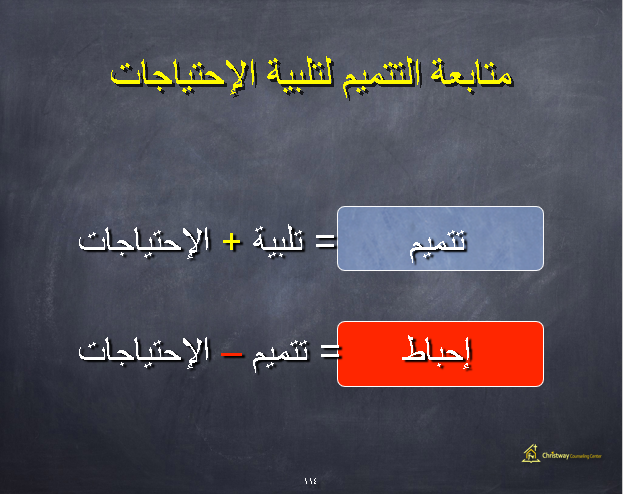 متابعة التتميم لتلبية الإحتياجات
تتميم = تلبية + الإحتياجات
إحباط = تتميم – الإحتياجات
Christway Counseling Center
١١٤